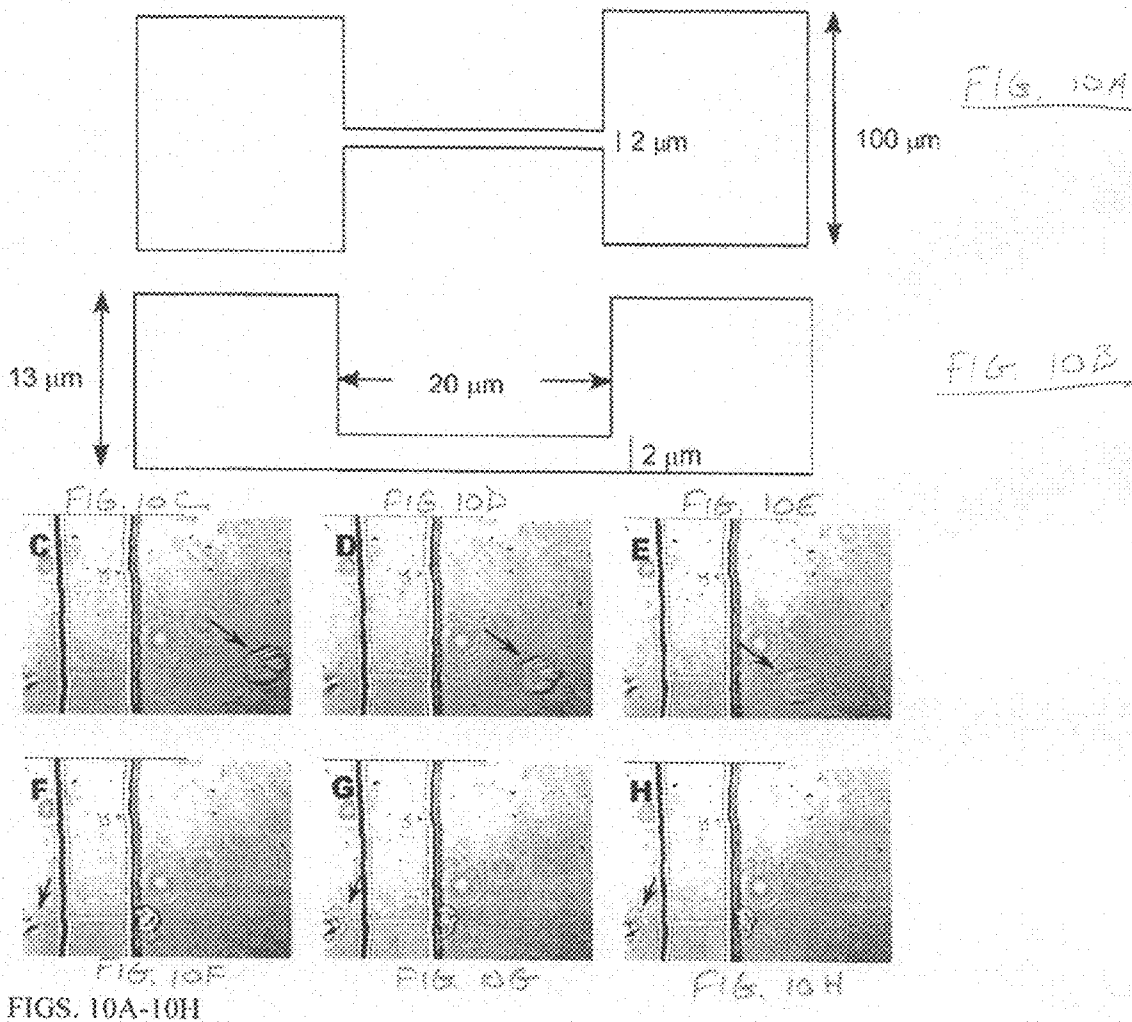 FIG. 10A
2 μm
100 μm
13 μm
20 μm
FIG. 10B
2 μm
FIG. 10C
FIG. 10D
FIG. 10E
C
D
E
F
G
H
FIG. 10F
FIG. 10G
FIG. 10H
FIGS. 10A-10H